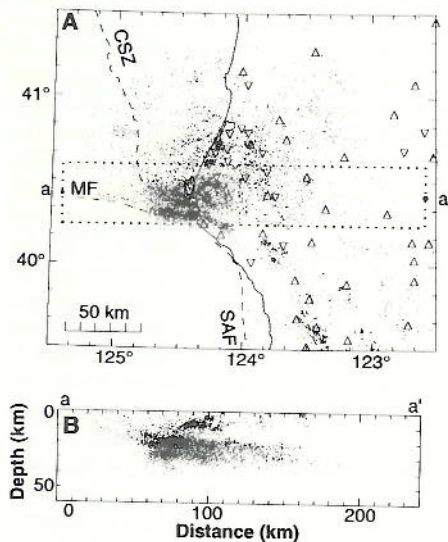 A
CSZ
41°
MF
a
a
40°
50 km
SAF
125°
124°
123°
B
a
a'
0
50
Depth (km)
0
100
200
Distance (km)